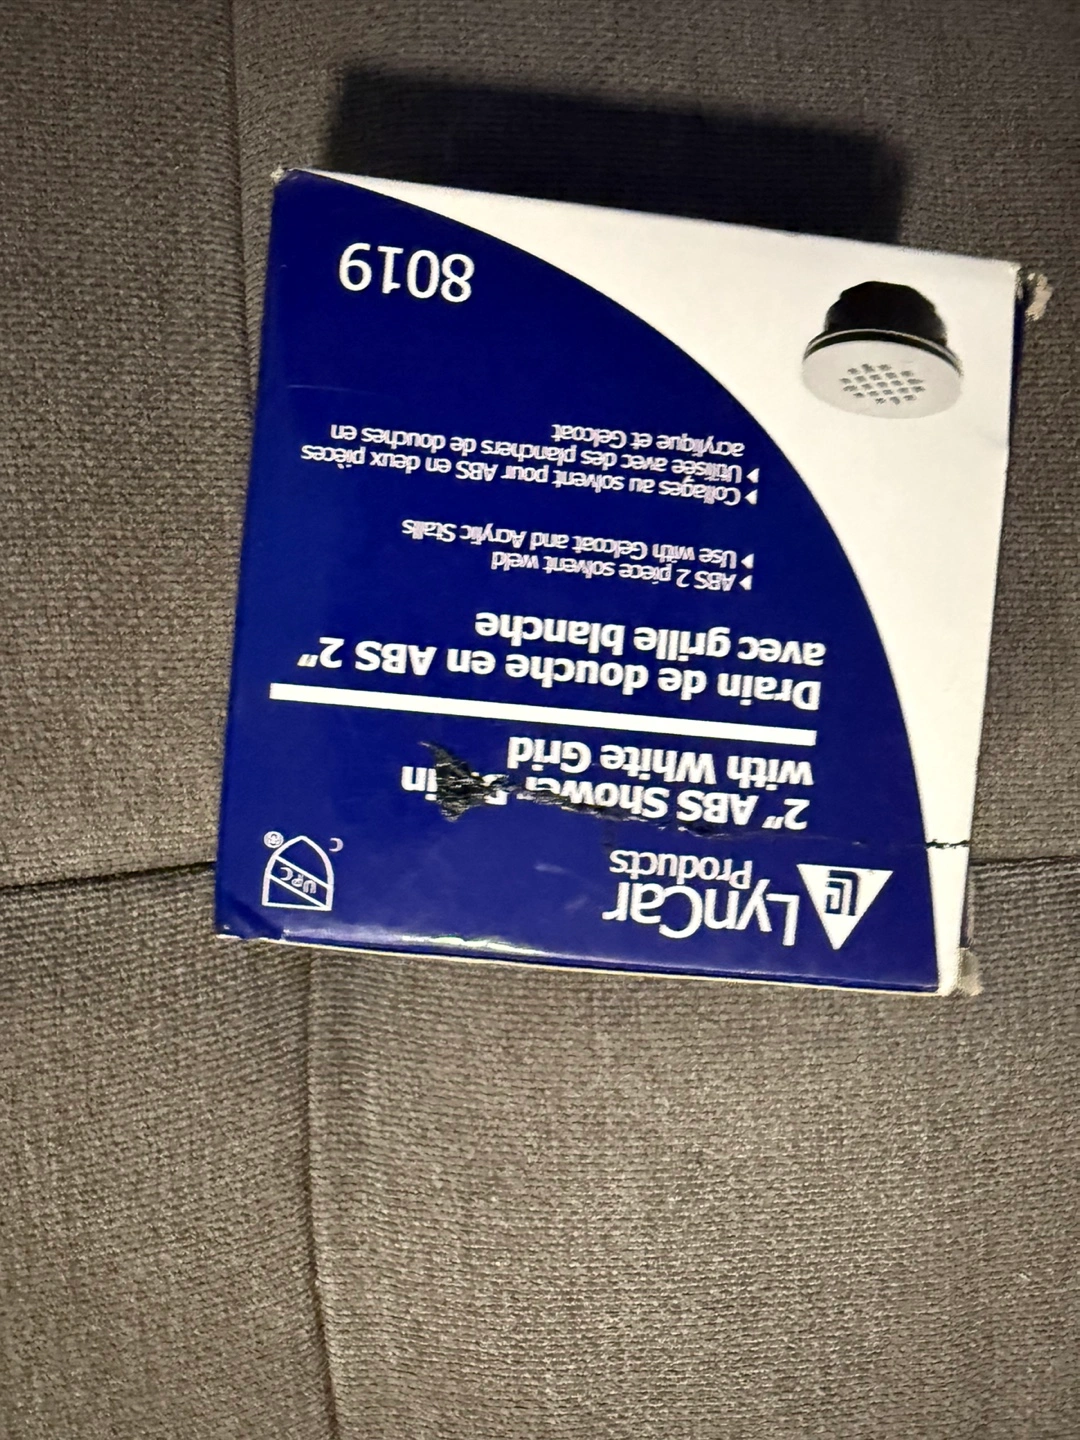 LynCar
Products
UPC
®
C
2" ABS Shower Drain
with White Grid
Drain de douche en ABS 2"
avec grille blanche
▸ ABS 2 piece solvent weld
▸ Use with Gelcoat and Acrylic Stalls
▸ Collages au solvent pour ABS en deux pièces
▸ Utilisée avec des planchers de douches en
acrylique et Gelcoat
8019